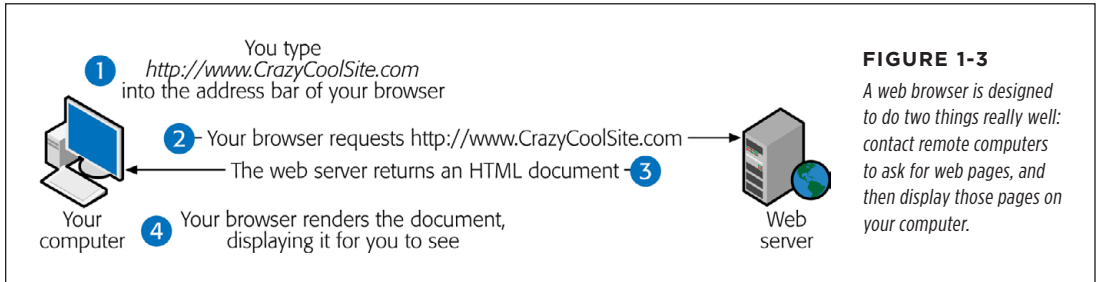 1
You type
http://www.CrazyCoolSite.com
into the address bar of your browser
2
Your browser requests http://www.CrazyCoolSite.com
The web server returns an HTML document
3
Your
computer
4
Your browser renders the document,
displaying it for you to see
Web
server
FIGURE 1-3
A web browser is designed
to do two things really well:
contact remote computers
to ask for web pages, and
then display those pages on
your computer.